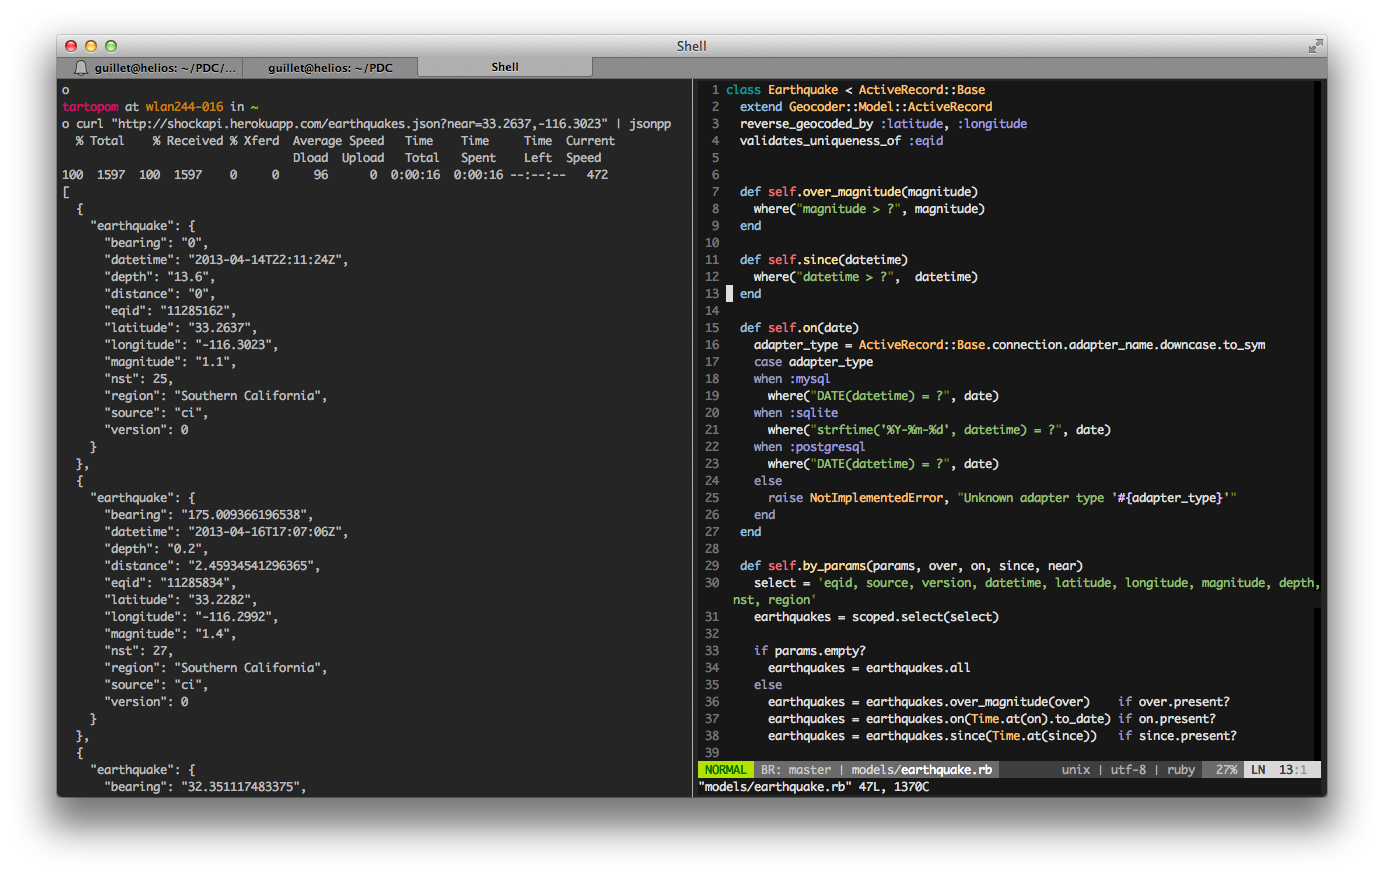 Shell
guillet@helios: ~/PDC/...
guillet@helios: ~/PDC
Shell
o
tartopom at wlan244-016 in ~
o curl "http://shockapi.herokuapp.com/earthquakes.json?near=33.2637,-116.3023" | jsonpp
  % Total    % Received % Xferd  Average Speed   Time    Time     Time  Current
                                 Dload  Upload   Total   Spent    Left  Speed
100  1597  100  1597    0     0     96      0  0:00:16  0:00:16 --:--:--   472
[
  {
    "earthquake": {
      "bearing": "0",
      "datetime": "2013-04-14T22:11:24Z",
      "depth": "13.6",
      "distance": "0",
      "eqid": "11285162",
      "latitude": "33.2637",
      "longitude": "-116.3023",
      "magnitude": "1.1",
      "nst": 25,
      "region": "Southern California",
      "source": "ci",
      "version": 0
    }
  },
  {
    "earthquake": {
      "bearing": "175.009366196538",
      "datetime": "2013-04-16T17:07:06Z",
      "depth": "0.2",
      "distance": "2.45934541296365",
      "eqid": "11285834",
      "latitude": "33.2282",
      "longitude": "-116.2992",
      "magnitude": "1.4",
      "nst": 27,
      "region": "Southern California",
      "source": "ci",
      "version": 0
    }
  },
  {
    "earthquake": {
      "bearing": "32.351117483375",
1 class Earthquake < ActiveRecord::Base
2   extend Geocoder::Model::ActiveRecord
3   reverse_geocoded_by :latitude, :longitude
4   validates_uniqueness_of :eqid
5
6
7   def self.over_magnitude(magnitude)
8     where("magnitude > ?", magnitude)
9   end
10
11   def self.since(datetime)
12     where("datetime > ?",  datetime)
13   end
14
15   def self.on(date)
16     adapter_type = ActiveRecord::Base.connection.adapter_name.downcase.to_sym
17     case adapter_type
18     when :mysql
19       where("DATE(datetime) = ?", date)
20     when :sqlite
21       where("strftime('%Y-%m-%d', datetime) = ?", date)
22     when :postgresql
23       where("DATE(datetime) = ?", date)
24     else
25       raise NotImplementedError, "Unknown adapter type '#{adapter_type}'"
26     end
27   end
28
29   def self.by_params(params, over, on, since, near)
30     select = 'eqid, source, version, datetime, latitude, longitude, magnitude, depth,
nst, region'
31     earthquakes = scoped.select(select)
32
33     if params.empty?
34       earthquakes = earthquakes.all
35     else
36       earthquakes = earthquakes.over_magnitude(over)    if over.present?
37       earthquakes = earthquakes.on(Time.at(on).to_date) if on.present?
38       earthquakes = earthquakes.since(Time.at(since))   if since.present?
39
NORMAL BR: master | models/earthquake.rb unix | utf-8 | ruby 27% LN 13:1
"models/earthquake.rb" 47L, 1370C